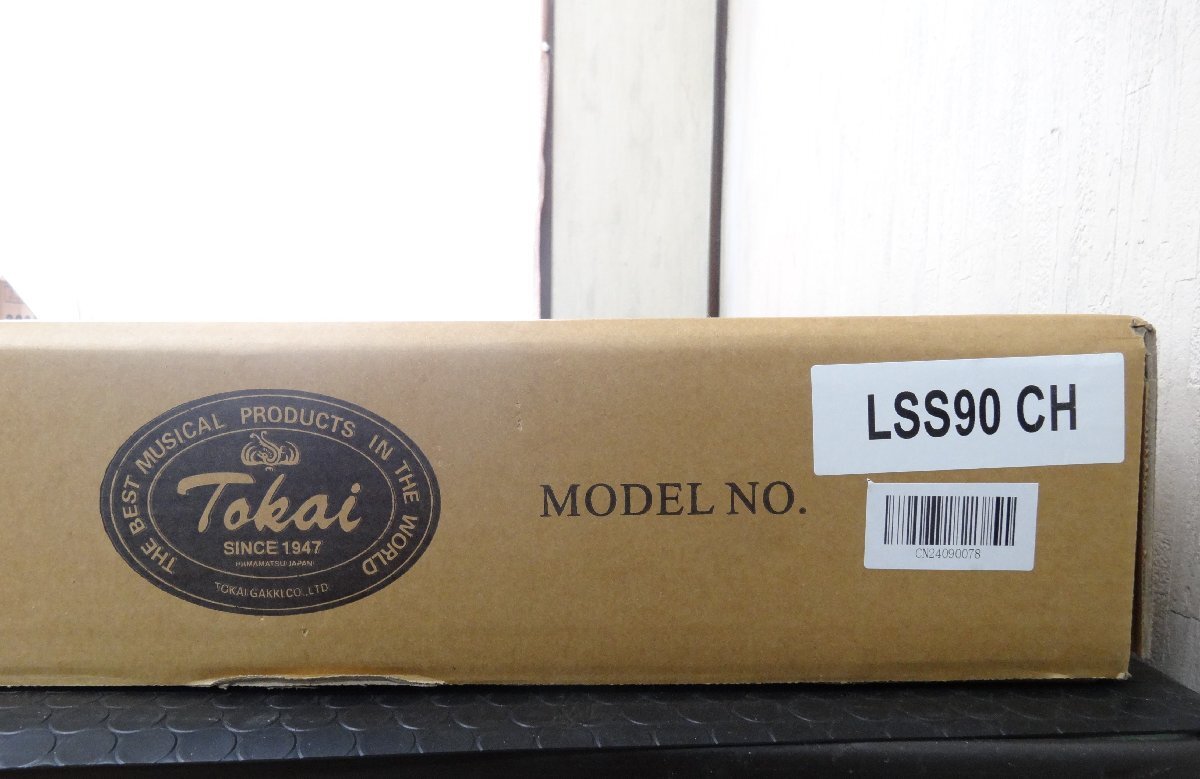 THE BEST MUSICAL PRODUCTS IN THE WORLD
Tokai
SINCE 1947
HAMAMATSU JAPAN
TOKAI GAKKI CO.,LTD.
MODEL NO.
LSS90 CH
CN24090078